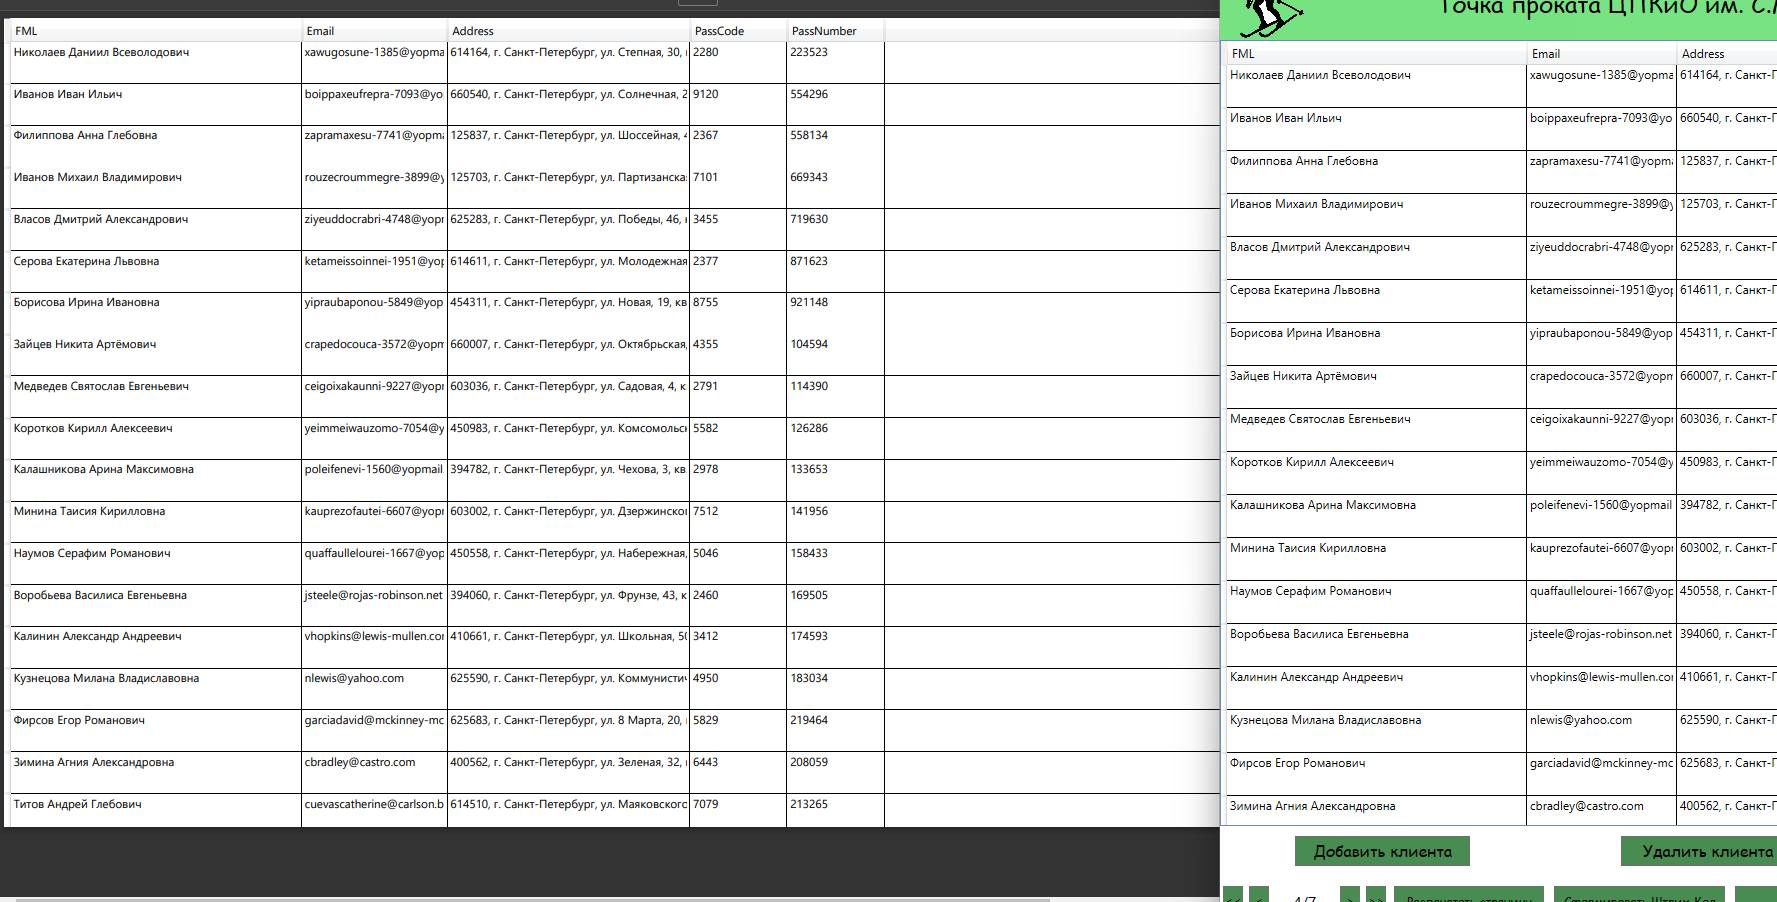 FML Email Address PassCode PassNumber
Николаев Даниил Всеволодович xawugosune-1385@yopma 614164, г. Санкт-Петербург, ул. Степная, 30, 2280 223523
Иванов Иван Ильич boippaxeufrepra-7093@yo 660540, г. Санкт-Петербург, ул. Солнечная, 2 9120 554296
Филиппова Анна Глебовна zapramaxesu-7741@yopm 125837, г. Санкт-Петербург, ул. Шоссейная, 2367 558134
Иванов Михаил Владимирович rouzecroummegre-3899@y 125703, г. Санкт-Петербург, ул. Партизанска 7101 669343
Власов Дмитрий Александрович ziyeuddocrabri-4748@yopr 625283, г. Санкт-Петербург, ул. Победы, 46, 3455 719630
Серова Екатерина Львовна ketameissoinnei-1951@yop 614611, г. Санкт-Петербург, ул. Молодежная 2377 871623
Борисова Ирина Ивановна yipraubaponou-5849@yop 454311, г. Санкт-Петербург, ул. Новая, 19, кв 8755 921148
Зайцев Никита Артёмович crapedocouca-3572@yopm 660007, г. Санкт-Петербург, ул. Октябрьская, 4355 104594
Медведев Святослав Евгеньевич ceigoixakaunni-9227@yopr 603036, г. Санкт-Петербург, ул. Садовая, 4, к 2791 114390
Коротков Кирилл Алексеевич yeimmeiwauzomo-7054@y 450983, г. Санкт-Петербург, ул. Комсомольск 5582 126286
Калашникова Арина Максимовна poleifenevi-1560@yopmail 394782, г. Санкт-Петербург, ул. Чехова, 3, кв 2978 133653
Минина Таисия Кирилловна kauprezofautei-6607@yopr 603002, г. Санкт-Петербург, ул. Дзержинског 7512 141956
Наумов Серафим Романович quaffaullelourei-1667@yop 450558, г. Санкт-Петербург, ул. Набережная, 5046 158433
Воробьева Василиса Евгеньевна jsteele@rojas-robinson.net 394060, г. Санкт-Петербург, ул. Фрунзе, 43, к 2460 169505
Калинин Александр Андреевич vhopkins@lewis-mullen.cor 410661, г. Санкт-Петербург, ул. Школьная, 50 3412 174593
Кузнецова Милана Владиславовна nlewis@yahoo.com 625590, г. Санкт-Петербург, ул. Коммунисти 4950 183034
Фирсов Егор Романович garciadavid@mckinney-mc 625683, г. Санкт-Петербург, ул. 8 Марта, 20, 5829 219464
Зимина Агния Александровна cbradley@castro.com 400562, г. Санкт-Петербург, ул. Зеленая, 32, 6443 208059
Титов Андрей Глебович cuevascatherine@carlson.b 614510, г. Санкт-Петербург, ул. Маяковского 7079 213265
Точка проката ЦПКиО им. С.М
FML Email Address
Николаев Даниил Всеволодович xawugosune-1385@yopma 614164, г. Санкт-П
Иванов Иван Ильич boippaxeufrepra-7093@yo 660540, г. Санкт-П
Филиппова Анна Глебовна zapramaxesu-7741@yopm 125837, г. Санкт-П
Иванов Михаил Владимирович rouzecroummegre-3899@y 125703, г. Санкт-П
Власов Дмитрий Александрович ziyeuddocrabri-4748@yopr 625283, г. Санкт-П
Серова Екатерина Львовна ketameissoinnei-1951@yop 614611, г. Санкт-П
Борисова Ирина Ивановна yipraubaponou-5849@yop 454311, г. Санкт-П
Зайцев Никита Артёмович crapedocouca-3572@yopm 660007, г. Санкт-П
Медведев Святослав Евгеньевич ceigoixakaunni-9227@yopr 603036, г. Санкт-П
Коротков Кирилл Алексеевич yeimmeiwauzomo-7054@y 450983, г. Санкт-П
Калашникова Арина Максимовна poleifenevi-1560@yopmail 394782, г. Санкт-П
Минина Таисия Кирилловна kauprezofautei-6607@yopr 603002, г. Санкт-П
Наумов Серафим Романович quaffaullelourei-1667@yop 450558, г. Санкт-П
Воробьева Василиса Евгеньевна jsteele@rojas-robinson.net 394060, г. Санкт-П
Калинин Александр Андреевич vhopkins@lewis-mullen.cor 410661, г. Санкт-П
Кузнецова Милана Владиславовна nlewis@yahoo.com 625590, г. Санкт-П
Фирсов Егор Романович garciadavid@mckinney-mc 625683, г. Санкт-П
Зимина Агния Александровна cbradley@castro.com 400562, г. Санкт-П
Добавить клиента Удалить клиента
<< < > >> Распечатать страницу Сгенерировать Штрих-Код